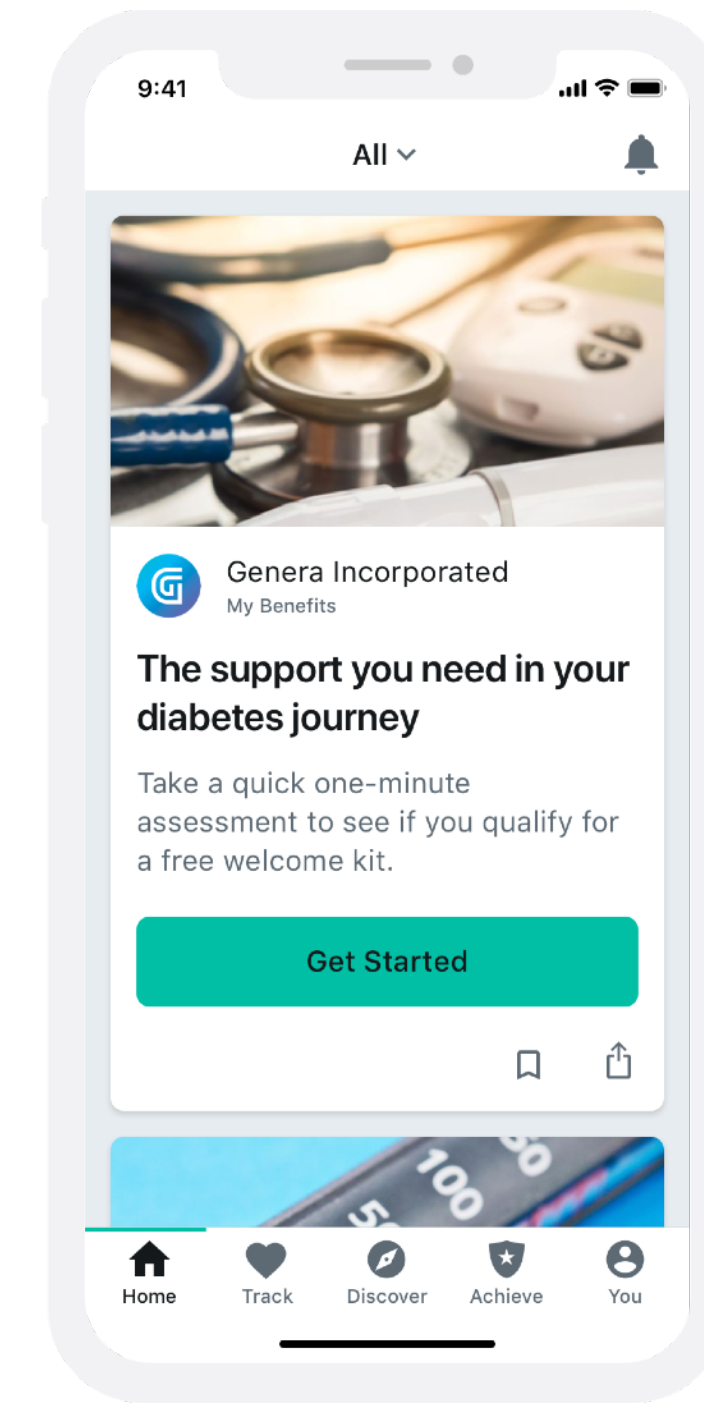 9:41
All
Genera Incorporated
My Benefits
The support you need in your
diabetes journey
Take a quick one-minute
assessment to see if you qualify for
a free welcome kit.
Get Started
100
Home
Track
Discover
Achieve
You